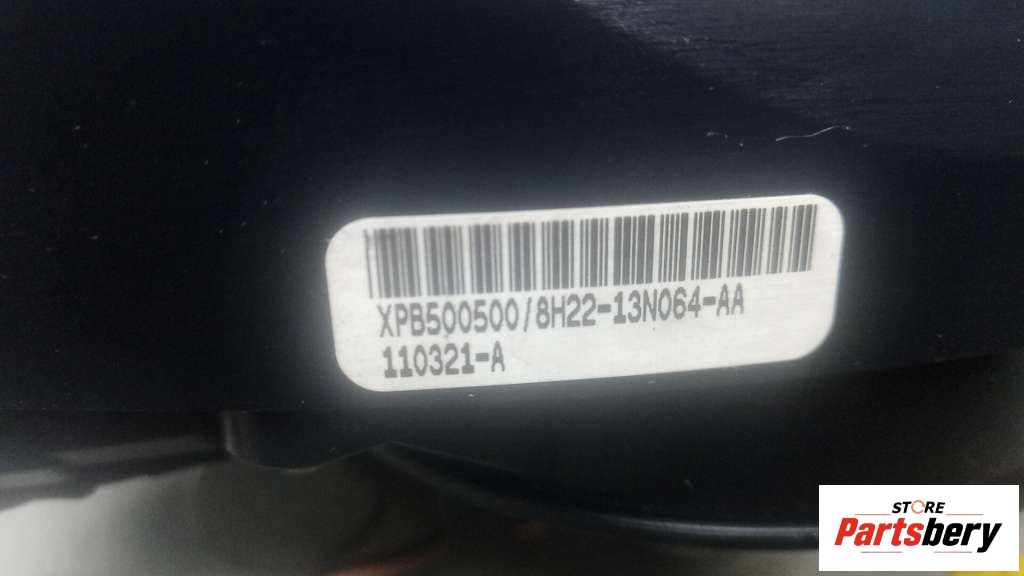 XPB500500/8H22-13N064-AA
110321-A
STORE
Partsbery